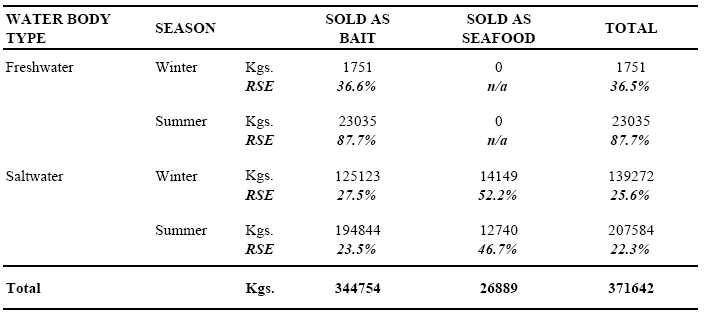 WATER BODY TYPE SEASON SOLD AS BAIT SOLD AS SEAFOOD TOTAL
Freshwater Winter Kgs. 1751 0 1751
RSE 36.6% n/a 36.5%
Summer Kgs. 23035 0 23035
RSE 87.7% n/a 87.7%
Saltwater Winter Kgs. 125123 14149 139272
RSE 27.5% 52.2% 25.6%
Summer Kgs. 194844 12740 207584
RSE 23.5% 46.7% 22.3%
Total Kgs. 344754 26889 371642